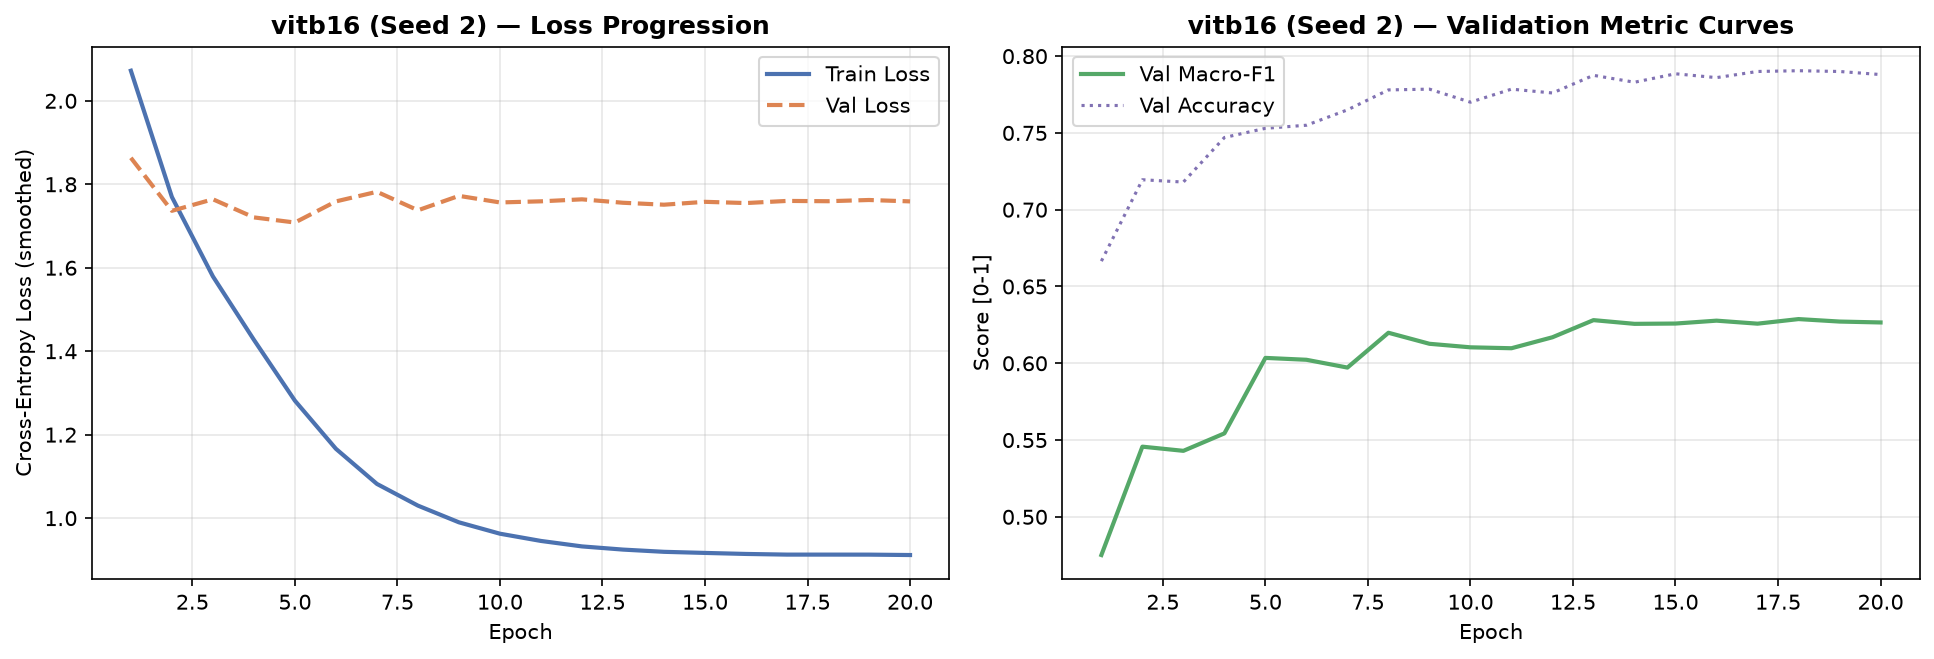 vitb16 (Seed 2) — Loss Progression
Train Loss
Val Loss
Cross-Entropy Loss (smoothed)
2.0
1.8
1.6
1.4
1.2
1.0
2.5 5.0 7.5 10.0 12.5 15.0 17.5 20.0
Epoch
vitb16 (Seed 2) — Validation Metric Curves
Val Macro-F1
Val Accuracy
Score [0-1]
0.80
0.75
0.70
0.65
0.60
0.55
0.50
2.5 5.0 7.5 10.0 12.5 15.0 17.5 20.0
Epoch